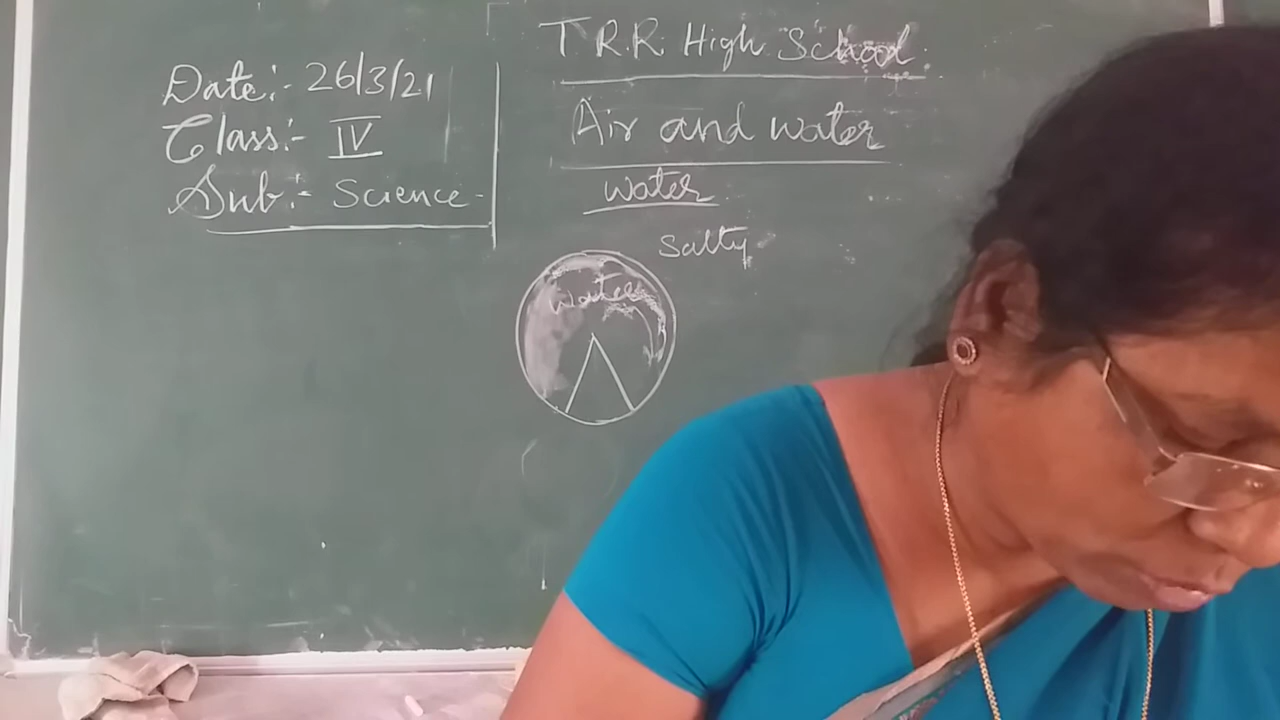 Date:- 26/3/21
Class:- IV
Sub:- Science
T R.R. High School.
Air and water
water
Salty
water